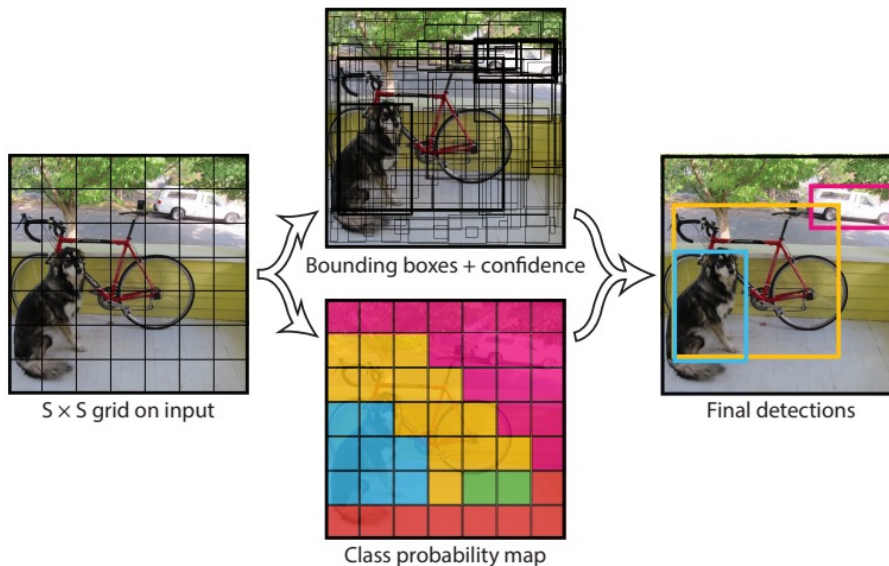 S × S grid on input
Bounding boxes + confidence
Class probability map
Final detections